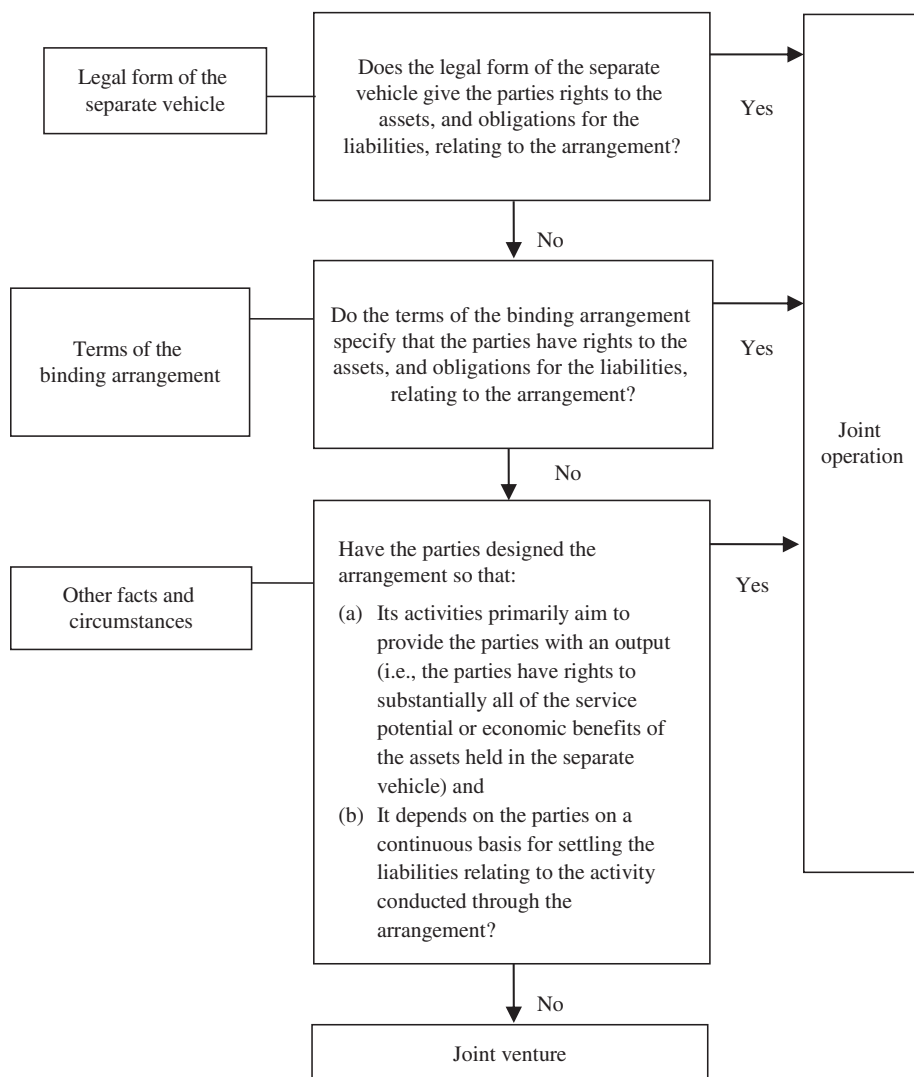 Legal form of the
separate vehicle
Does the legal form of the separate
vehicle give the parties rights to the
assets, and obligations for the
liabilities, relating to the arrangement?
Yes
No
Terms of the
binding arrangement
Do the terms of the binding arrangement
specify that the parties have rights to the
assets, and obligations for the liabilities,
relating to the arrangement?
Yes
Joint
operation
No
Other facts and
circumstances
Have the parties designed the
arrangement so that:
(a) Its activities primarily aim to
provide the parties with an output
(i.e., the parties have rights to
substantially all of the service
potential or economic benefits of
the assets held in the separate
vehicle) and
(b) It depends on the parties on a
continuous basis for settling the
liabilities relating to the activity
conducted through the
arrangement?
Yes
No
Joint venture